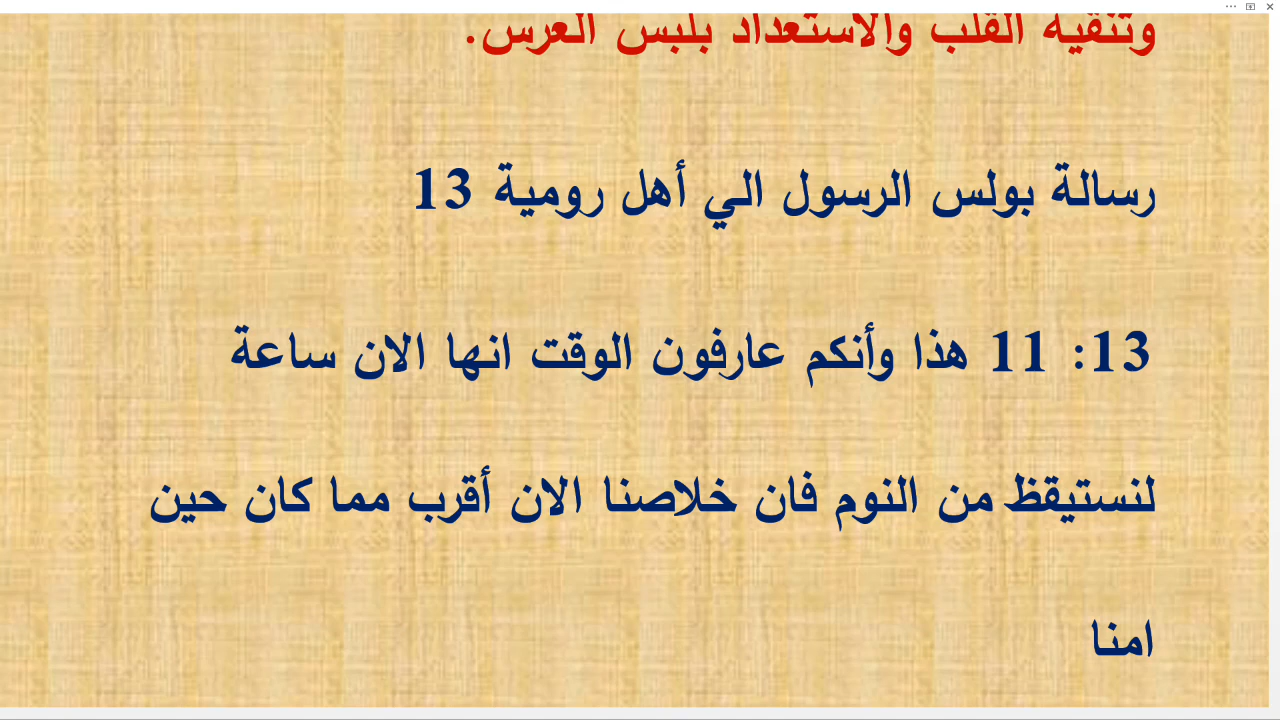 وتنقيه القلب والاستعداد بلبس العرس.
رسالة بولس الرسول الي أهل رومية 13
13: 11 هذا وأنكم عارفون الوقت انها الان ساعة
لنستيقظ من النوم فان خلاصنا الان أقرب مما كان حين
امنا